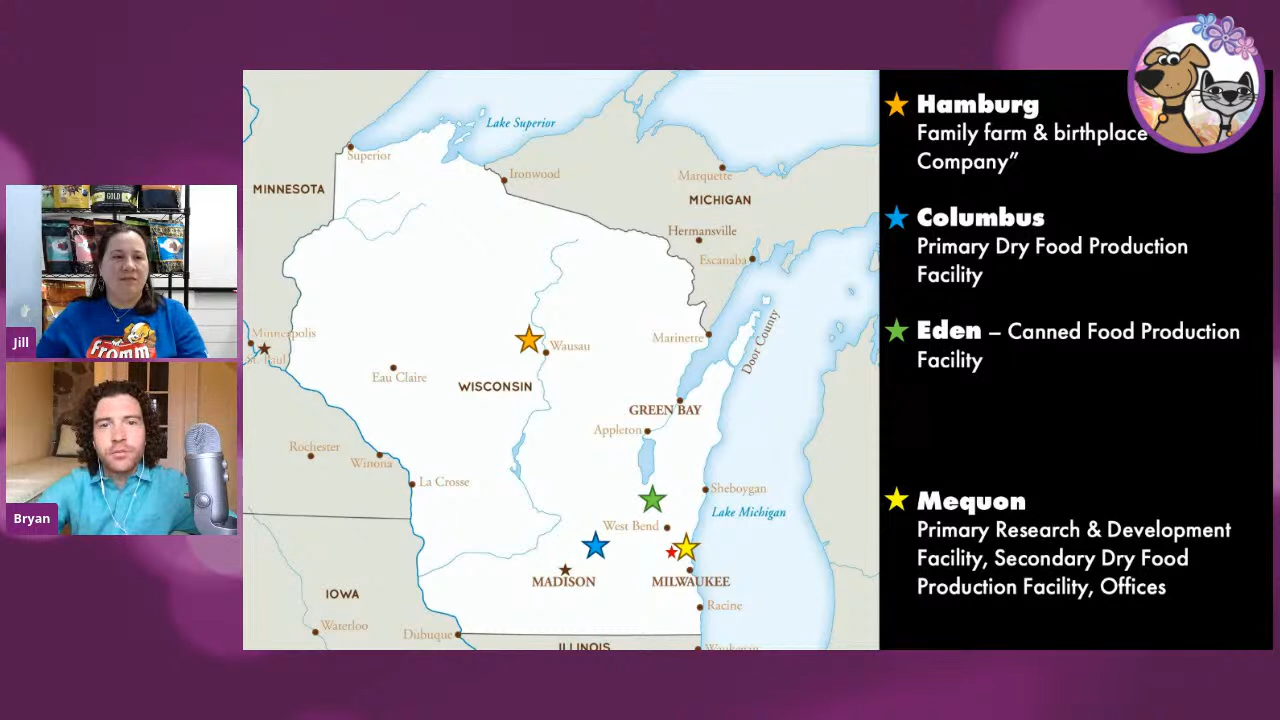 Lake Superior
Superior
Ironwood
MINNESOTA
Marquette
MICHIGAN
Hermansville
Escanaba
Minneapolis
St. Paul
Wausau
Marinette
Door County
Eau Claire
WISCONSIN
GREEN BAY
Appleton
Rochester
Winona
La Crosse
Sheboygan
Lake Michigan
West Bend
MADISON
MILWAUKEE
IOWA
Racine
Waterloo
Dubuque
ILLINOIS
Waukegan
Hamburg
Family farm & birthplace
Company”
Columbus
Primary Dry Food Production
Facility
Eden – Canned Food Production
Facility
Mequon
Primary Research & Development
Facility, Secondary Dry Food
Production Facility, Offices
GOLD
Fromm
Jill
Bryan